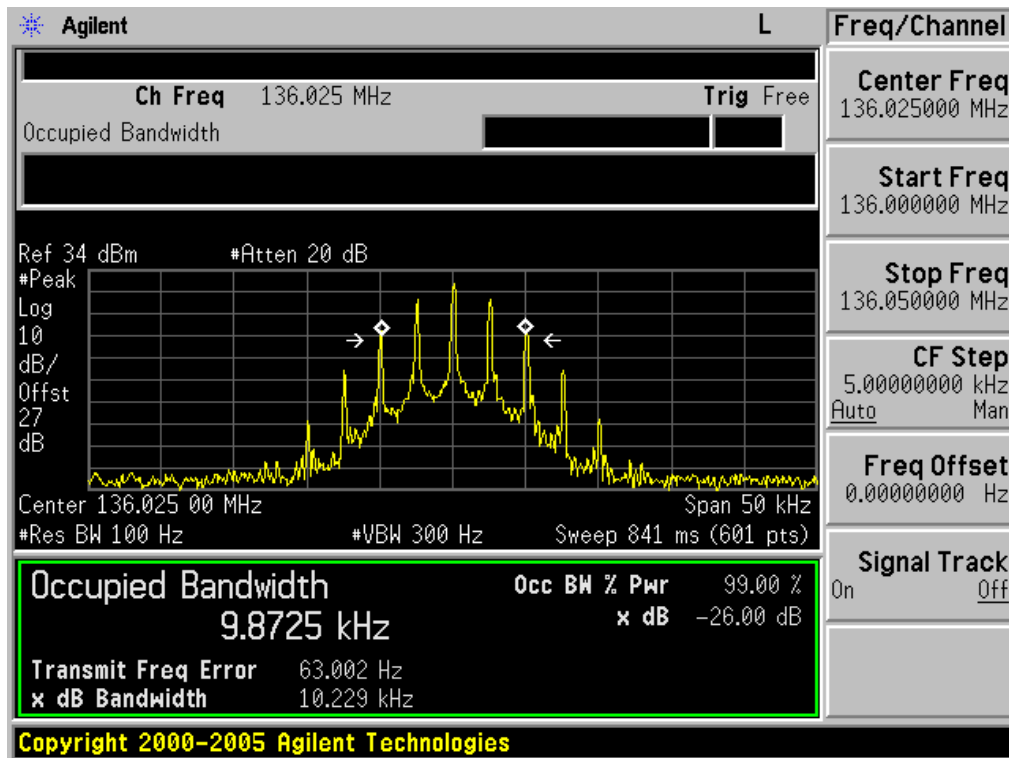 Agilent L
Freq/Channel
Ch Freq 136.025 MHz Trig Free
Occupied Bandwidth
Center Freq
136.025000 MHz
Start Freq
136.000000 MHz
Stop Freq
136.050000 MHz
CF Step
5.00000000 kHz
Auto Man
Freq Offset
0.00000000 Hz
Signal Track
On Off
Ref 34 dBm #Atten 20 dB
#Peak
Log
10
dB/
Offst
27
dB
Center 136.025 00 MHz Span 50 kHz
#Res BW 100 Hz #VBW 300 Hz Sweep 841 ms (601 pts)
Occupied Bandwidth Occ BW % Pwr 99.00 %
9.8725 kHz x dB -26.00 dB
Transmit Freq Error 63.002 Hz
x dB Bandwidth 10.229 kHz
Copyright 2000-2005 Agilent Technologies